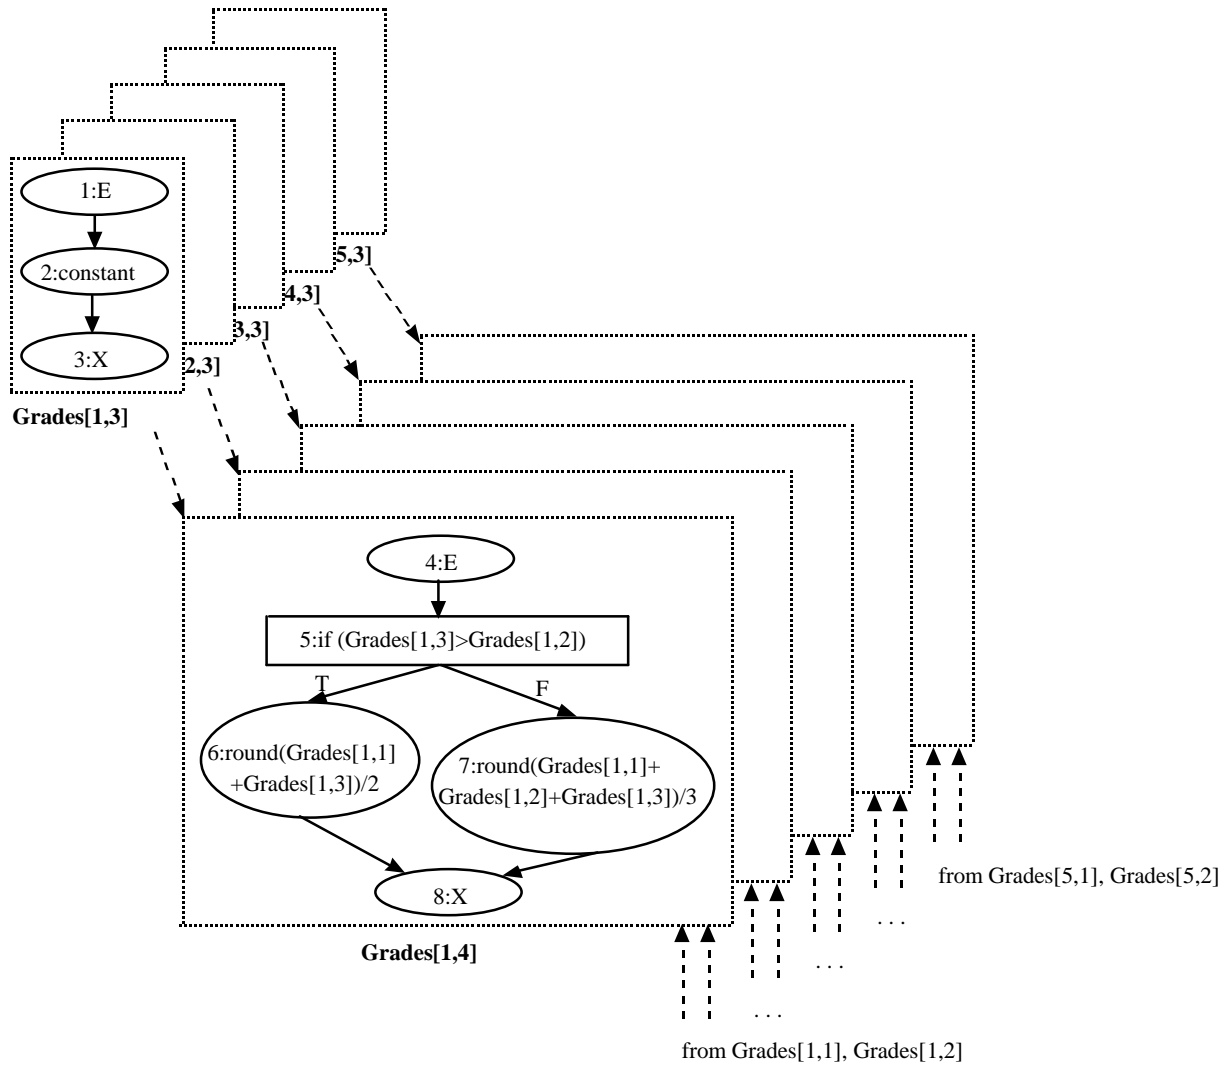 1:E
2:constant
3:X
Grades[1,3]
2,3]
3,3]
4,3]
5,3]
4:E
5:if (Grades[1,3]>Grades[1,2])
T
F
6:round(Grades[1,1]
+Grades[1,3])/2
7:round(Grades[1,1]+
Grades[1,2]+Grades[1,3])/3
8:X
Grades[1,4]
from Grades[5,1], Grades[5,2]
. . .
. . .
. . .
from Grades[1,1], Grades[1,2]